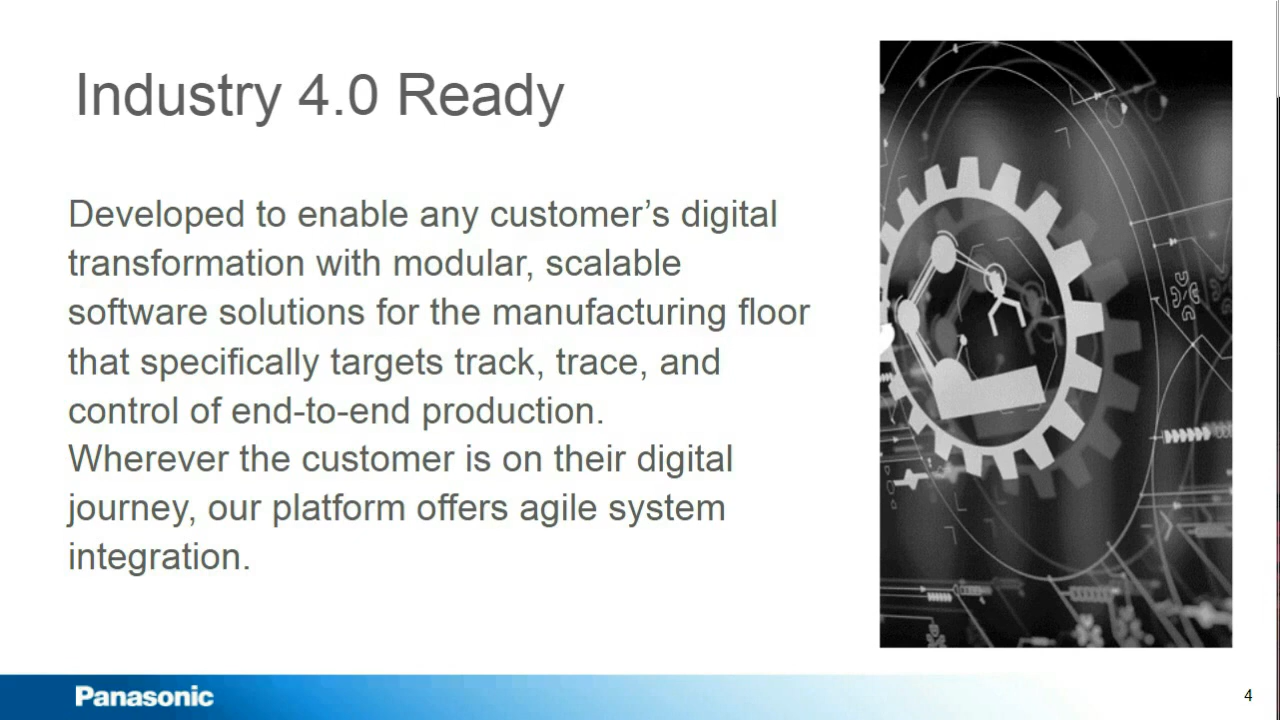 Industry 4.0 Ready
Developed to enable any customer’s digital
transformation with modular, scalable
software solutions for the manufacturing floor
that specifically targets track, trace, and
control of end-to-end production.
Wherever the customer is on their digital
journey, our platform offers agile system
integration.
Panasonic
4